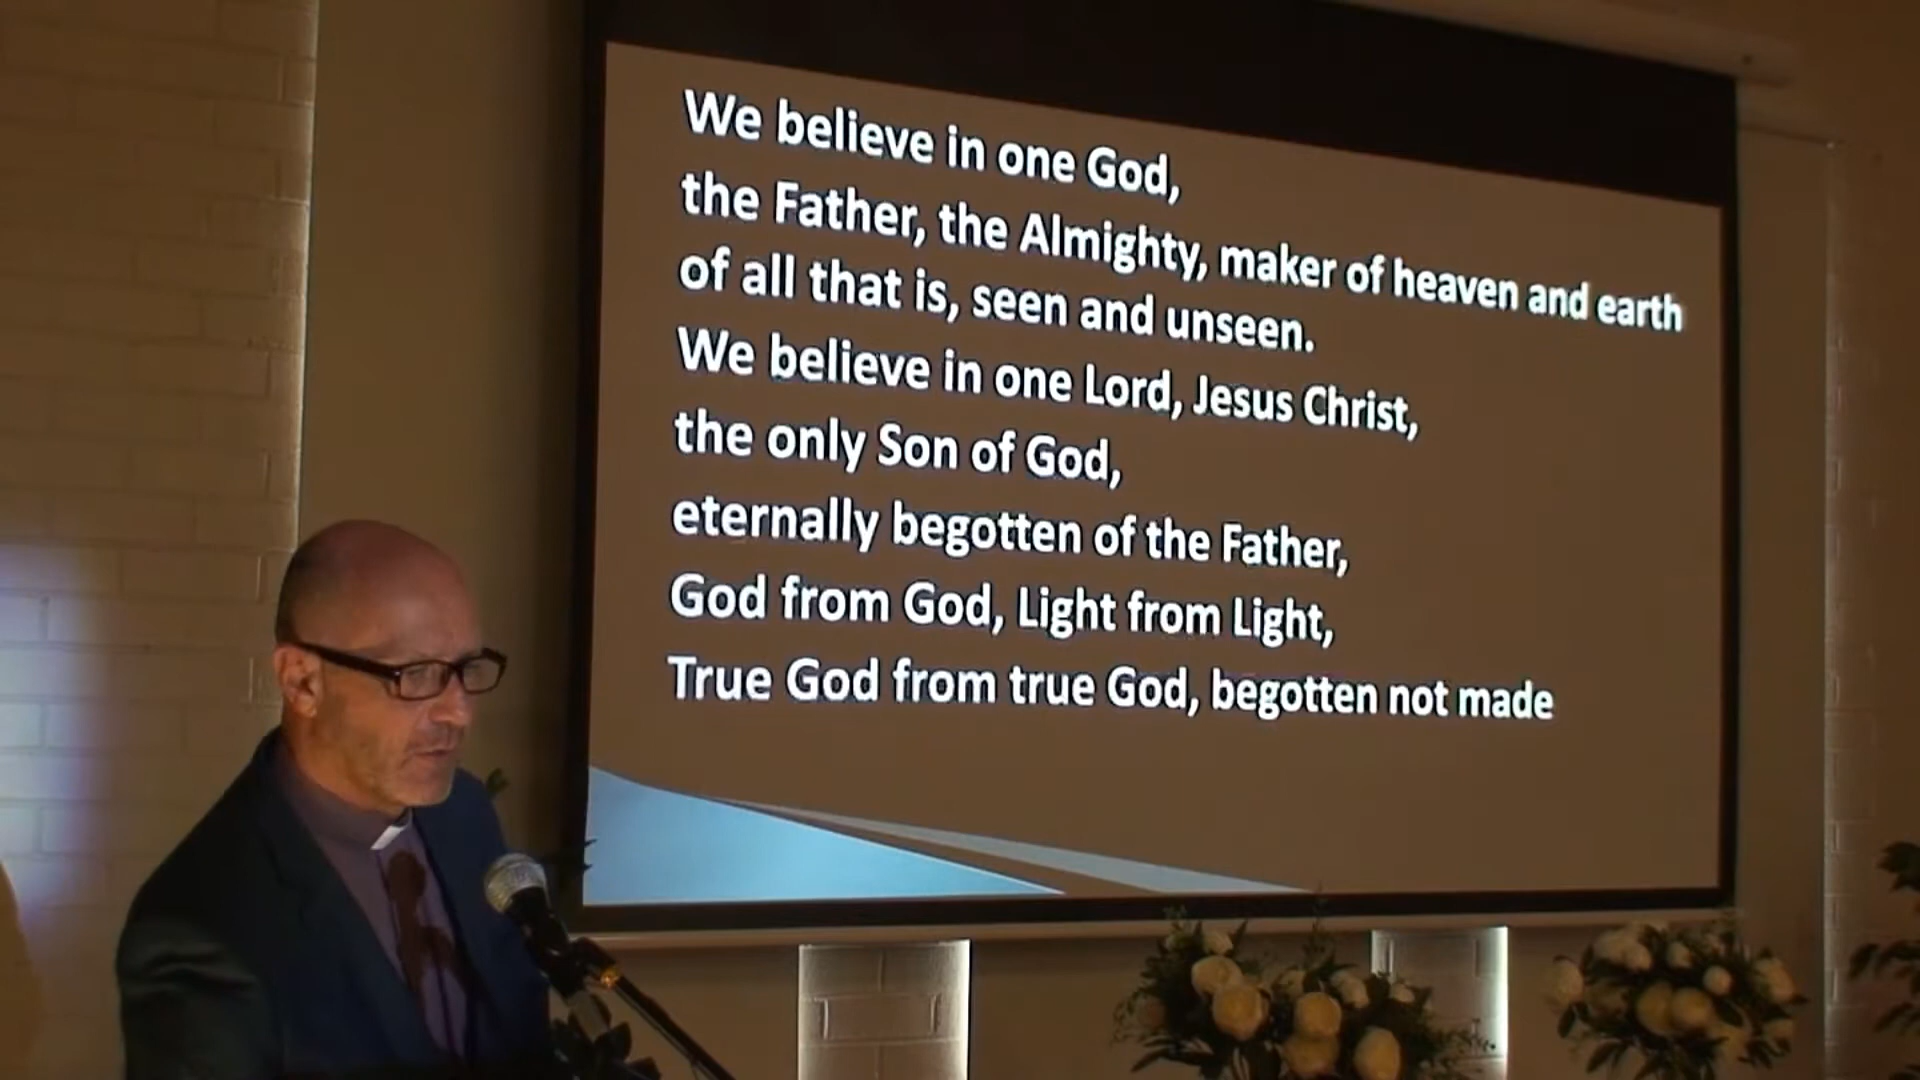 We believe in one God,
the Father, the Almighty, maker of heaven and earth
of all that is, seen and unseen.
We believe in one Lord, Jesus Christ,
the only Son of God,
eternally begotten of the Father,
God from God, Light from Light,
True God from true God, begotten not made